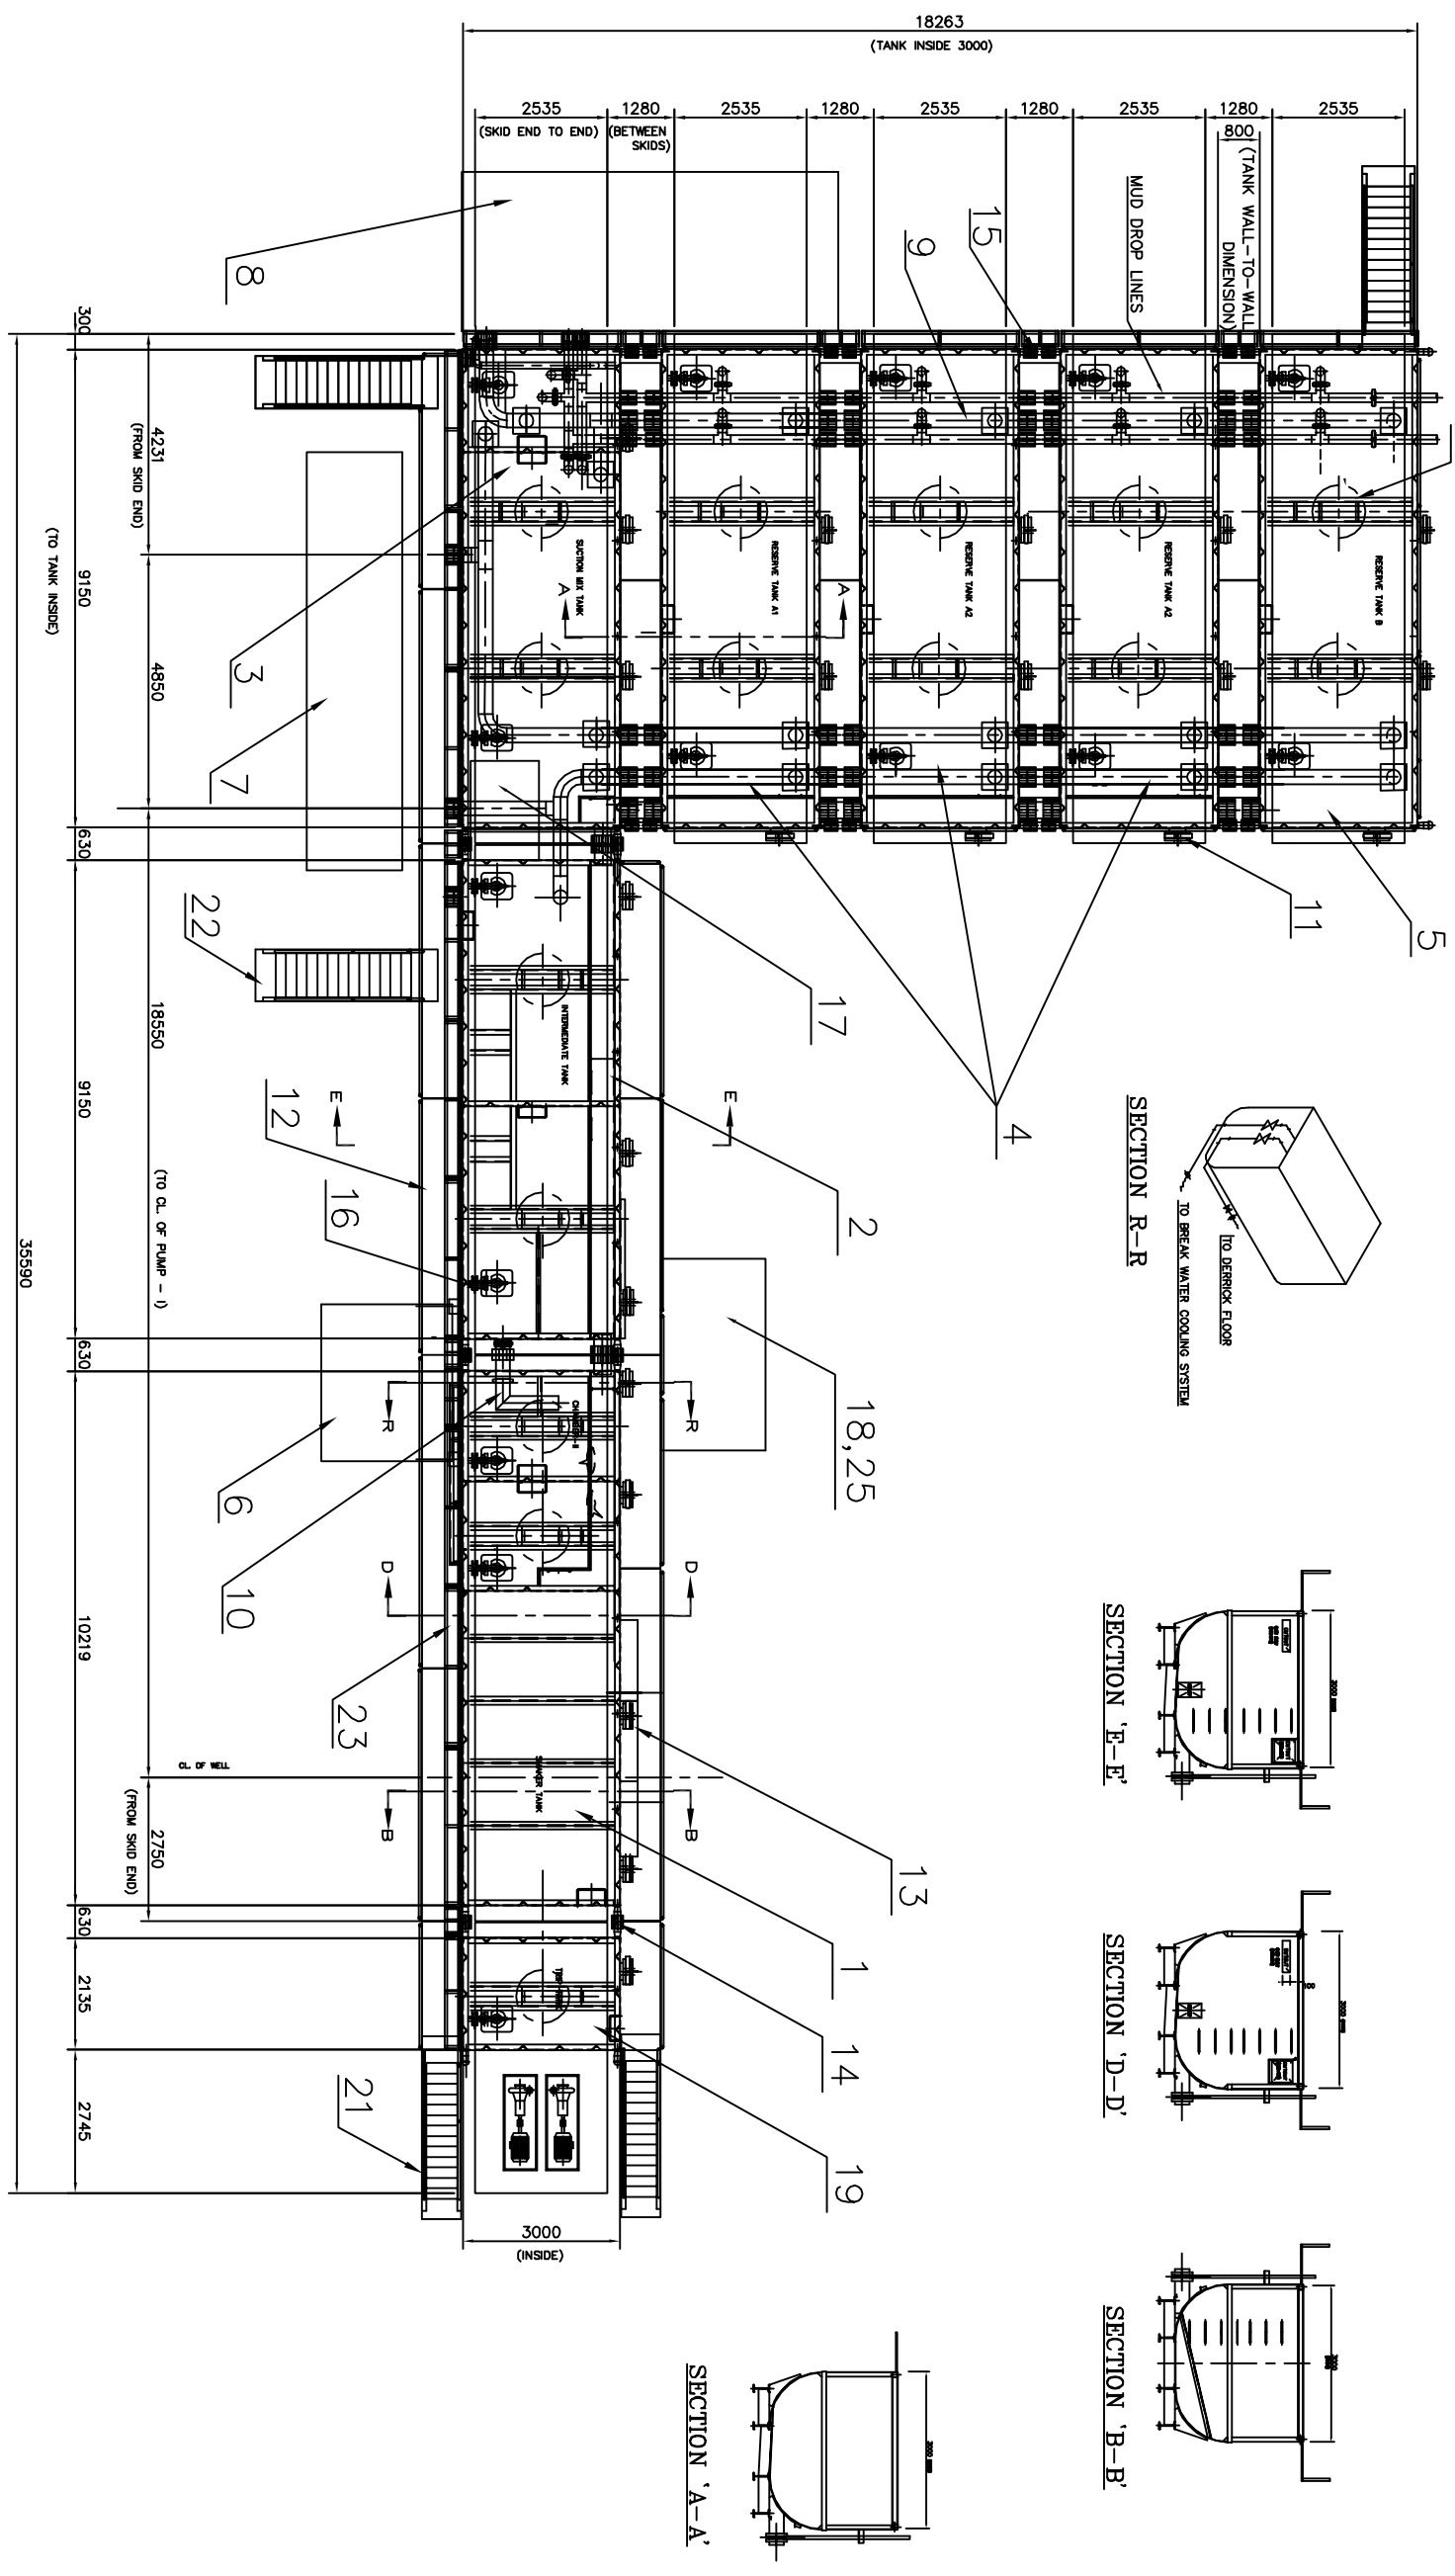 18263
(TANK INSIDE 3000)
2535
1280
2535
1280
2535
1280
2535
1280
2535
(SKID END TO END)
(BETWEEN
SKIDS)
800
(TANK WALL-TO-WALL
DIMENSION)
MUD DROP LINES
15
9
8
300
4231
(FROM SKID END)
9150
(TO TANK INSIDE)
4850
3
7
SUCTION MIX TANK
RESERVE TANK A1
RESERVE TANK A2
RESERVE TANK A2
RESERVE TANK B
A
A
5
11
4
17
630
22
18550
(TO CL. OF PUMP - I)
9150
12
16
INTERMEDIATE TANK
E
E
2
18,25
35590
630
6
10
R
R
D
D
10219
23
CL. OF WELL
2750
(FROM SKID END)
SHAKER TANK
B
B
13
1
14
19
630
2135
2745
21
3000
(INSIDE)
TO DERRICK FLOOR
TO BREAK WATER COOLING SYSTEM
SECTION R-R
SECTION 'E-E'
SECTION 'D-D'
100
SECTION 'B-B'
SECTION 'A-A'